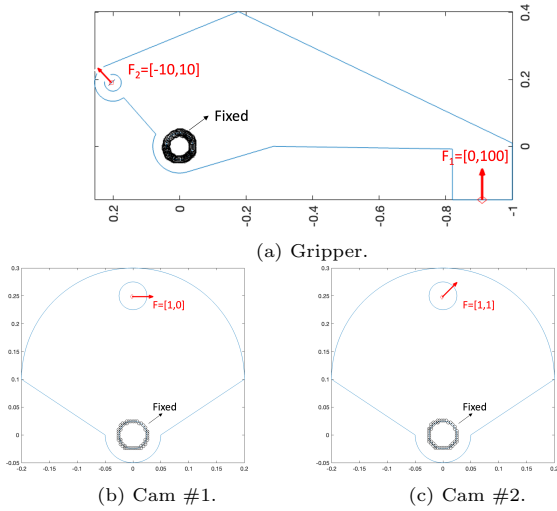 0.4
F2=[-10,10]
0.2
Fixed
0
F1=[0,100]
0.2 0 -0.2 -0.4 -0.6 -0.8 -1
(a) Gripper.
0.3 0.3
0.25 F=[1,0] 0.25 F=[1,1]
0.2 0.2
0.15 0.15
0.1 0.1
0.05 Fixed 0.05 Fixed
0 0
-0.05 -0.05
-0.2 -0.15 -0.1 -0.05 0 0.05 0.1 0.15 0.2 -0.2 -0.15 -0.1 -0.05 0 0.05 0.1 0.15 0.2
(b) Cam #1. (c) Cam #2.